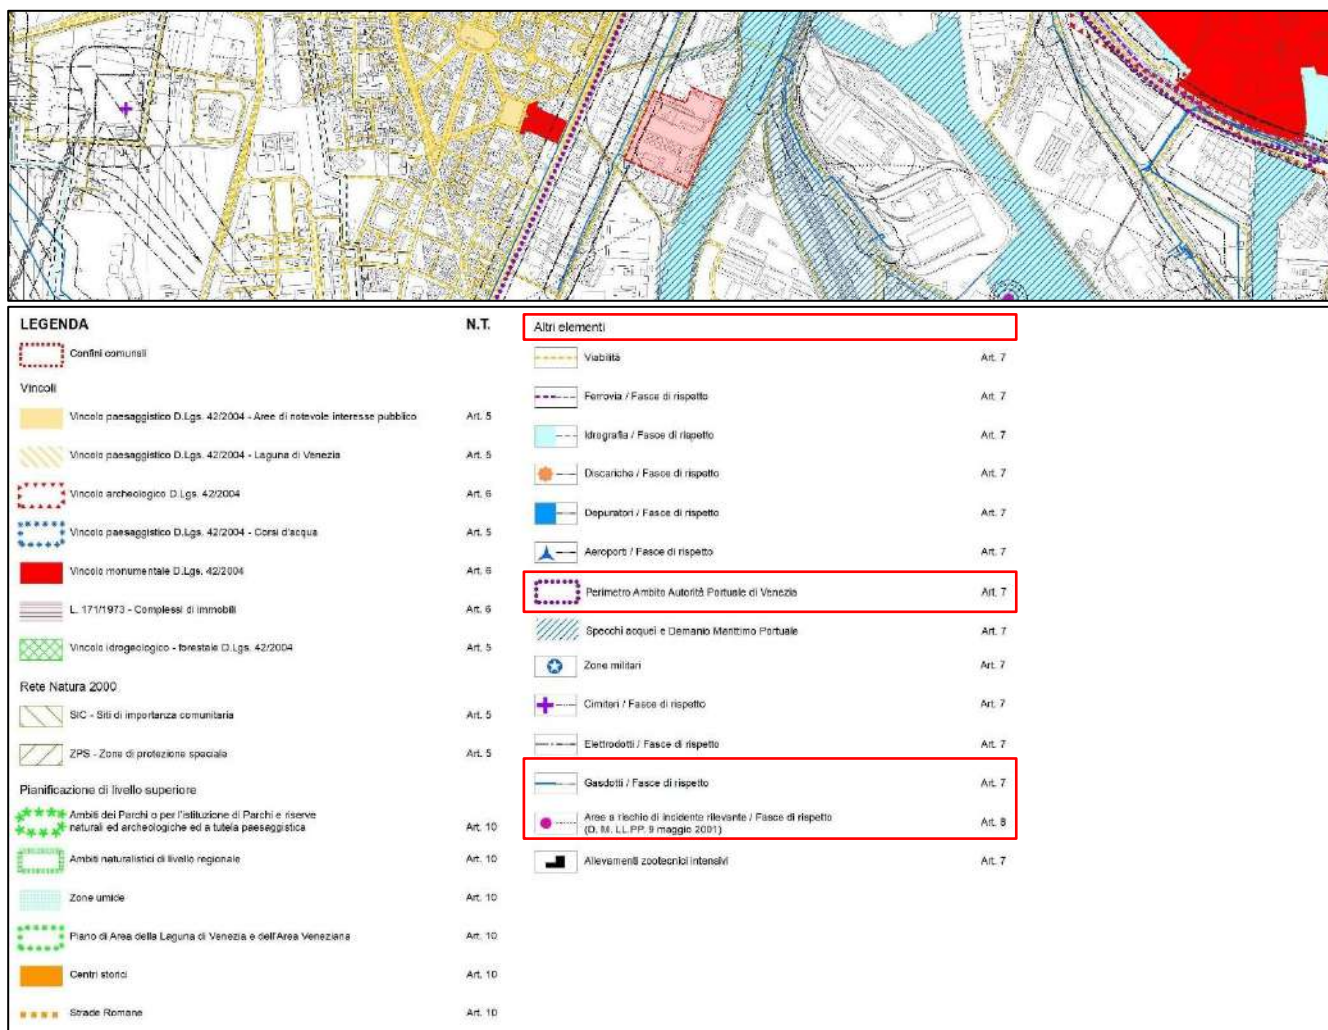 LEGENDA
N.T.
Confini comunali
Vincoli
Vincolo paesaggistico D.Lgs. 42/2004 - Aree di notevole interesse pubblico
Art. 5
Vincolo paesaggistico D.Lgs. 42/2004 - Laguna di Venezia
Art. 5
Vincolo archeologico D.Lgs. 42/2004
Art. 6
Vincolo paesaggistico D.Lgs. 42/2004 - Corsi d'acqua
Art. 5
Vincolo monumentale D.Lgs. 42/2004
Art. 6
L. 171/1973 - Complessi di immobili
Art. 6
Vincolo idrogeologico - forestale D.Lgs. 42/2004
Art. 5
Rete Natura 2000
SIC - Siti di importanza comunitaria
Art. 5
ZPS - Zone di protezione speciale
Art. 5
Pianificazione di livello superiore
Ambiti dei Parchi o per l'istituzione di Parchi e riserve
naturali ed archeologiche ed a tutela paesaggistica
Art. 10
Ambiti naturalistici di livello regionale
Art. 10
Zone umide
Art. 10
Piano di Area della Laguna di Venezia e dell'Area Veneziana
Art. 10
Centri storici
Art. 10
Strade Romane
Art. 10
Altri elementi
Viabilità
Art. 7
Ferrovia / Fasce di rispetto
Art. 7
Idrografia / Fasce di rispetto
Art. 7
Discariche / Fasce di rispetto
Art. 7
Depuratori / Fasce di rispetto
Art. 7
Aeroporti / Fasce di rispetto
Art. 7
Perimetro Ambito Autorità Portuale di Venezia
Art. 7
Specchi acquei e Demanio Marittimo Portuale
Art. 7
Zone militari
Art. 7
Cimiteri / Fasce di rispetto
Art. 7
Elettrodotti / Fasce di rispetto
Art. 7
Gasdotti / Fasce di rispetto
Art. 7
Aree a rischio di incidente rilevante / Fasce di rispetto
(D. M. LL.PP. 9 maggio 2001)
Art. 8
Allevamenti zootecnici intensivi
Art. 7